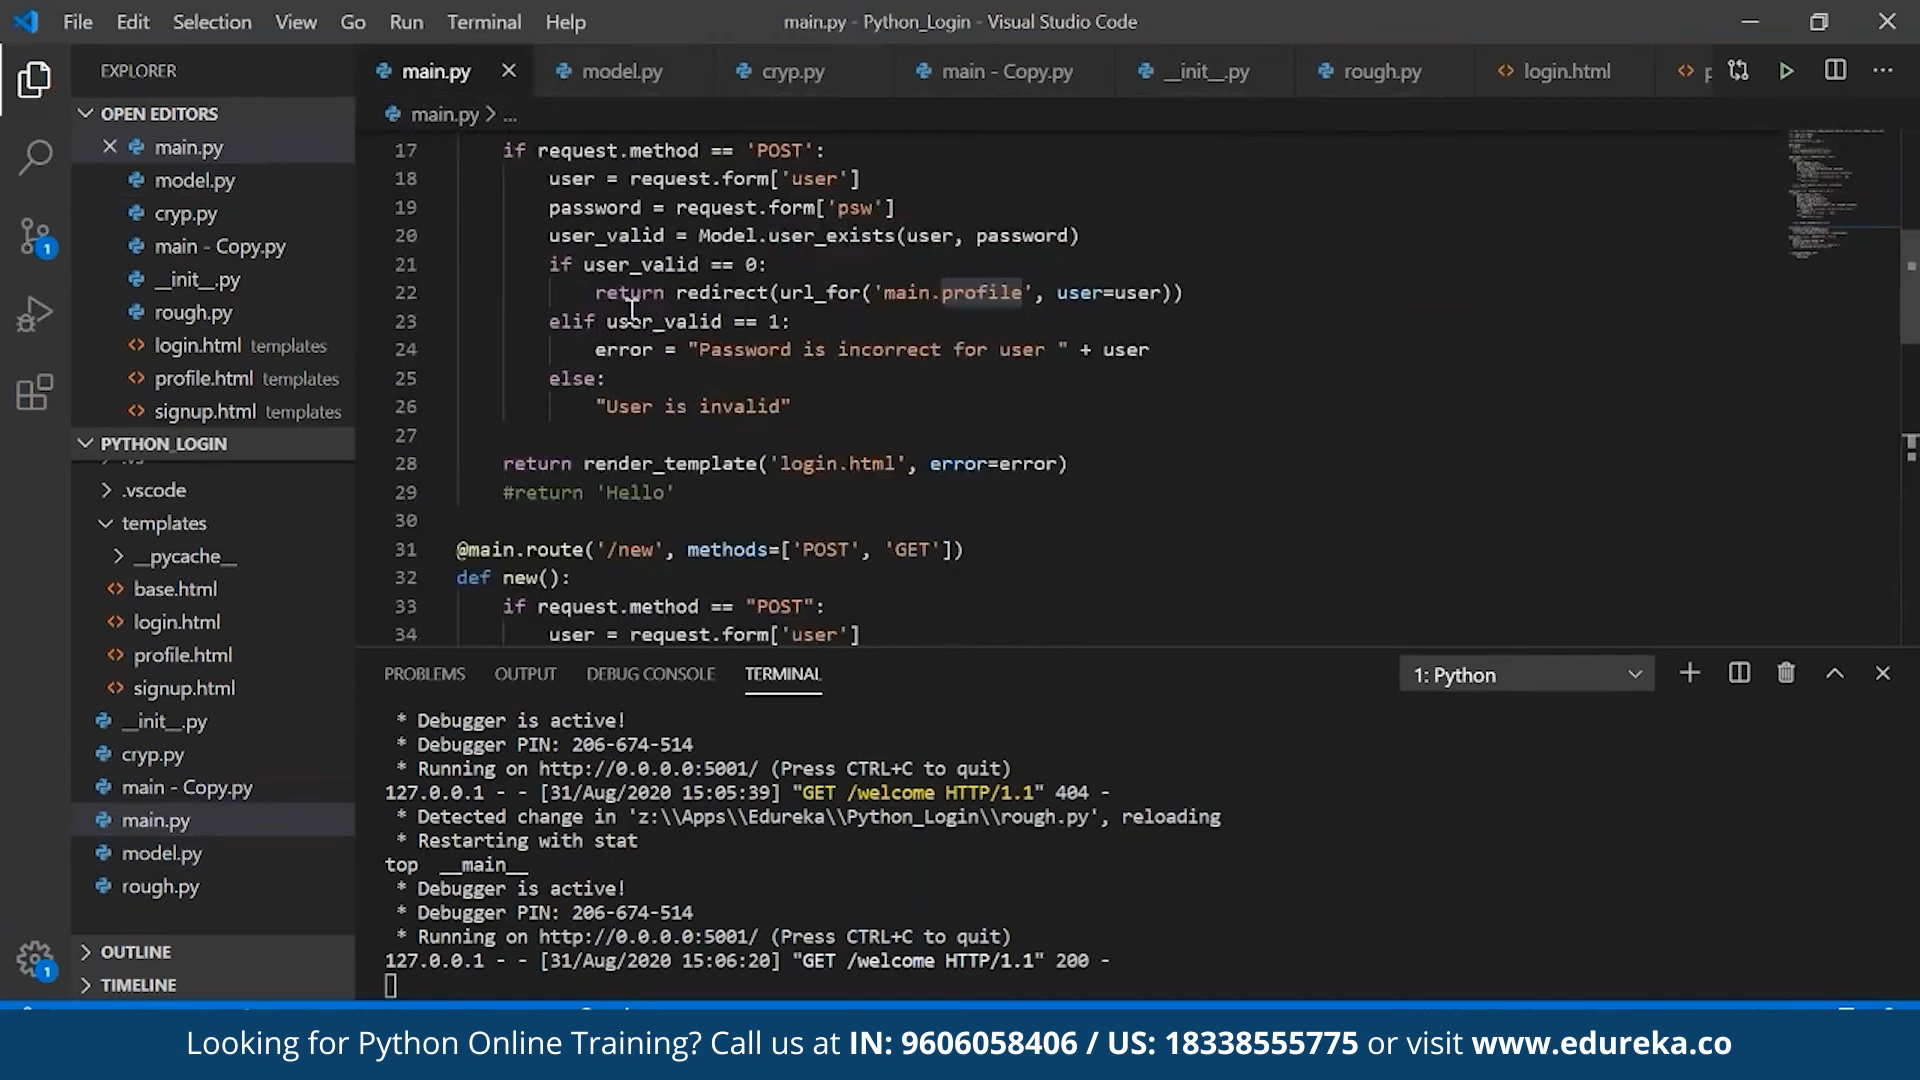 File Edit Selection View Go Run Terminal Help
main.py - Python_Login - Visual Studio Code
EXPLORER
OPEN EDITORS
main.py
model.py
cryp.py
main - Copy.py
__init__.py
rough.py
login.html templates
profile.html templates
signup.html templates
PYTHON_LOGIN
.vscode
templates
__pycache__
base.html
login.html
profile.html
signup.html
__init__.py
cryp.py
main - Copy.py
main.py
model.py
rough.py
OUTLINE
TIMELINE
1
1
main.py model.py cryp.py main - Copy.py __init__.py rough.py login.html p
main.py > ...
17 if request.method == 'POST':
18 user = request.form['user']
19 password = request.form['psw']
20 user_valid = Model.user_exists(user, password)
21 if user_valid == 0:
22 return redirect(url_for('main.profile', user=user))
23 elif user_valid == 1:
24 error = "Password is incorrect for user " + user
25 else:
26 "User is invalid"
27
28 return render_template('login.html', error=error)
29 #return 'Hello'
30
31 @main.route('/new', methods=['POST', 'GET'])
32 def new():
33 if request.method == "POST":
34 user = request.form['user']
PROBLEMS OUTPUT DEBUG CONSOLE TERMINAL
1: Python
* Debugger is active!
* Debugger PIN: 206-674-514
* Running on http://0.0.0.0:5001/ (Press CTRL+C to quit)
127.0.0.1 - - [31/Aug/2020 15:05:39] "GET /welcome HTTP/1.1" 404 -
* Detected change in 'z:\\Apps\\Edureka\\Python_Login\\rough.py', reloading
* Restarting with stat
top __main__
* Debugger is active!
* Debugger PIN: 206-674-514
* Running on http://0.0.0.0:5001/ (Press CTRL+C to quit)
127.0.0.1 - - [31/Aug/2020 15:06:20] "GET /welcome HTTP/1.1" 200 -
Looking for Python Online Training? Call us at IN: 9606058406 / US: 18338555775 or visit www.edureka.co